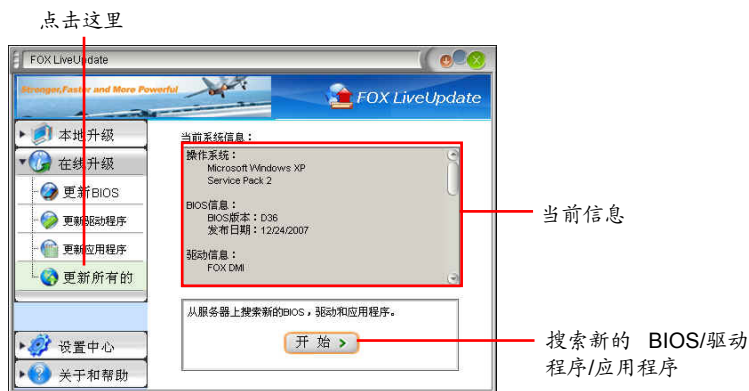 点击这里
FOX LiveUpdate
Stronger,Faster and More Powerful
FOX LiveUpdate
本地升级
在线升级
更新BIOS
更新驱动程序
更新应用程序
更新所有的
设置中心
关于和帮助
当前系统信息：
操作系统：
Microsoft Windows XP
Service Pack 2
BIOS信息：
BIOS版本：D36
发布日期：12/24/2007
驱动信息：
FOX DMI
从服务器上搜索新的BIOS，驱动和应用程序。
开 始
当前信息
搜索新的 BIOS/驱动
程序/应用程序